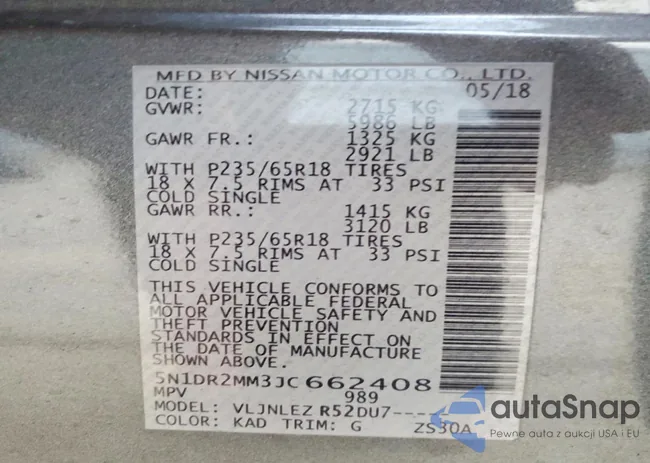 MFD BY NISSAN MOTOR CO., LTD.
DATE: 05/18
GVWR: 2715 KG
5986 LB
GAWR FR.: 1325 KG
2921 LB
WITH P235/65R18 TIRES
18 X 7.5 RIMS AT 33 PSI
COLD SINGLE
GAWR RR.: 1415 KG
3120 LB
WITH P235/65R18 TIRES
18 X 7.5 RIMS AT 33 PSI
COLD SINGLE
THIS VEHICLE CONFORMS TO
ALL APPLICABLE FEDERAL
MOTOR VEHICLE SAFETY AND
THEFT PREVENTION
STANDARDS IN EFFECT ON
THE DATE OF MANUFACTURE
SHOWN ABOVE.
5N1DR2MM3JC662408
MPV 989
MODEL: VLJNLEZ R52DU7----
COLOR: KAD TRIM: G ZS30A
autoSnap
Pewne auta z aukcji USA i EU